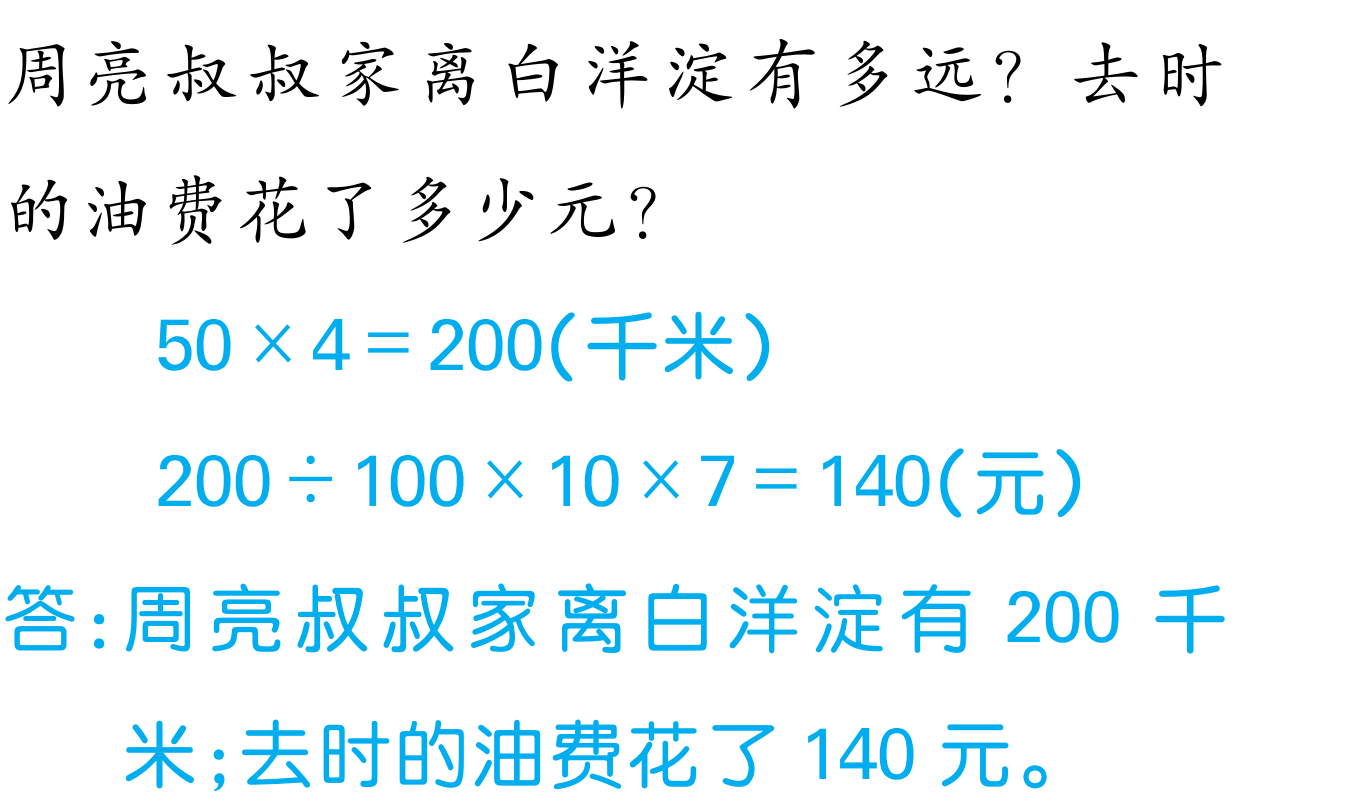 周亮叔叔家离白洋淀有多远？去时
的油费花了多少元？
50×4=200(千米)
200÷100×10×7=140(元)
答:周亮叔叔家离白洋淀有 200 千
米;去时的油费花了 140 元。